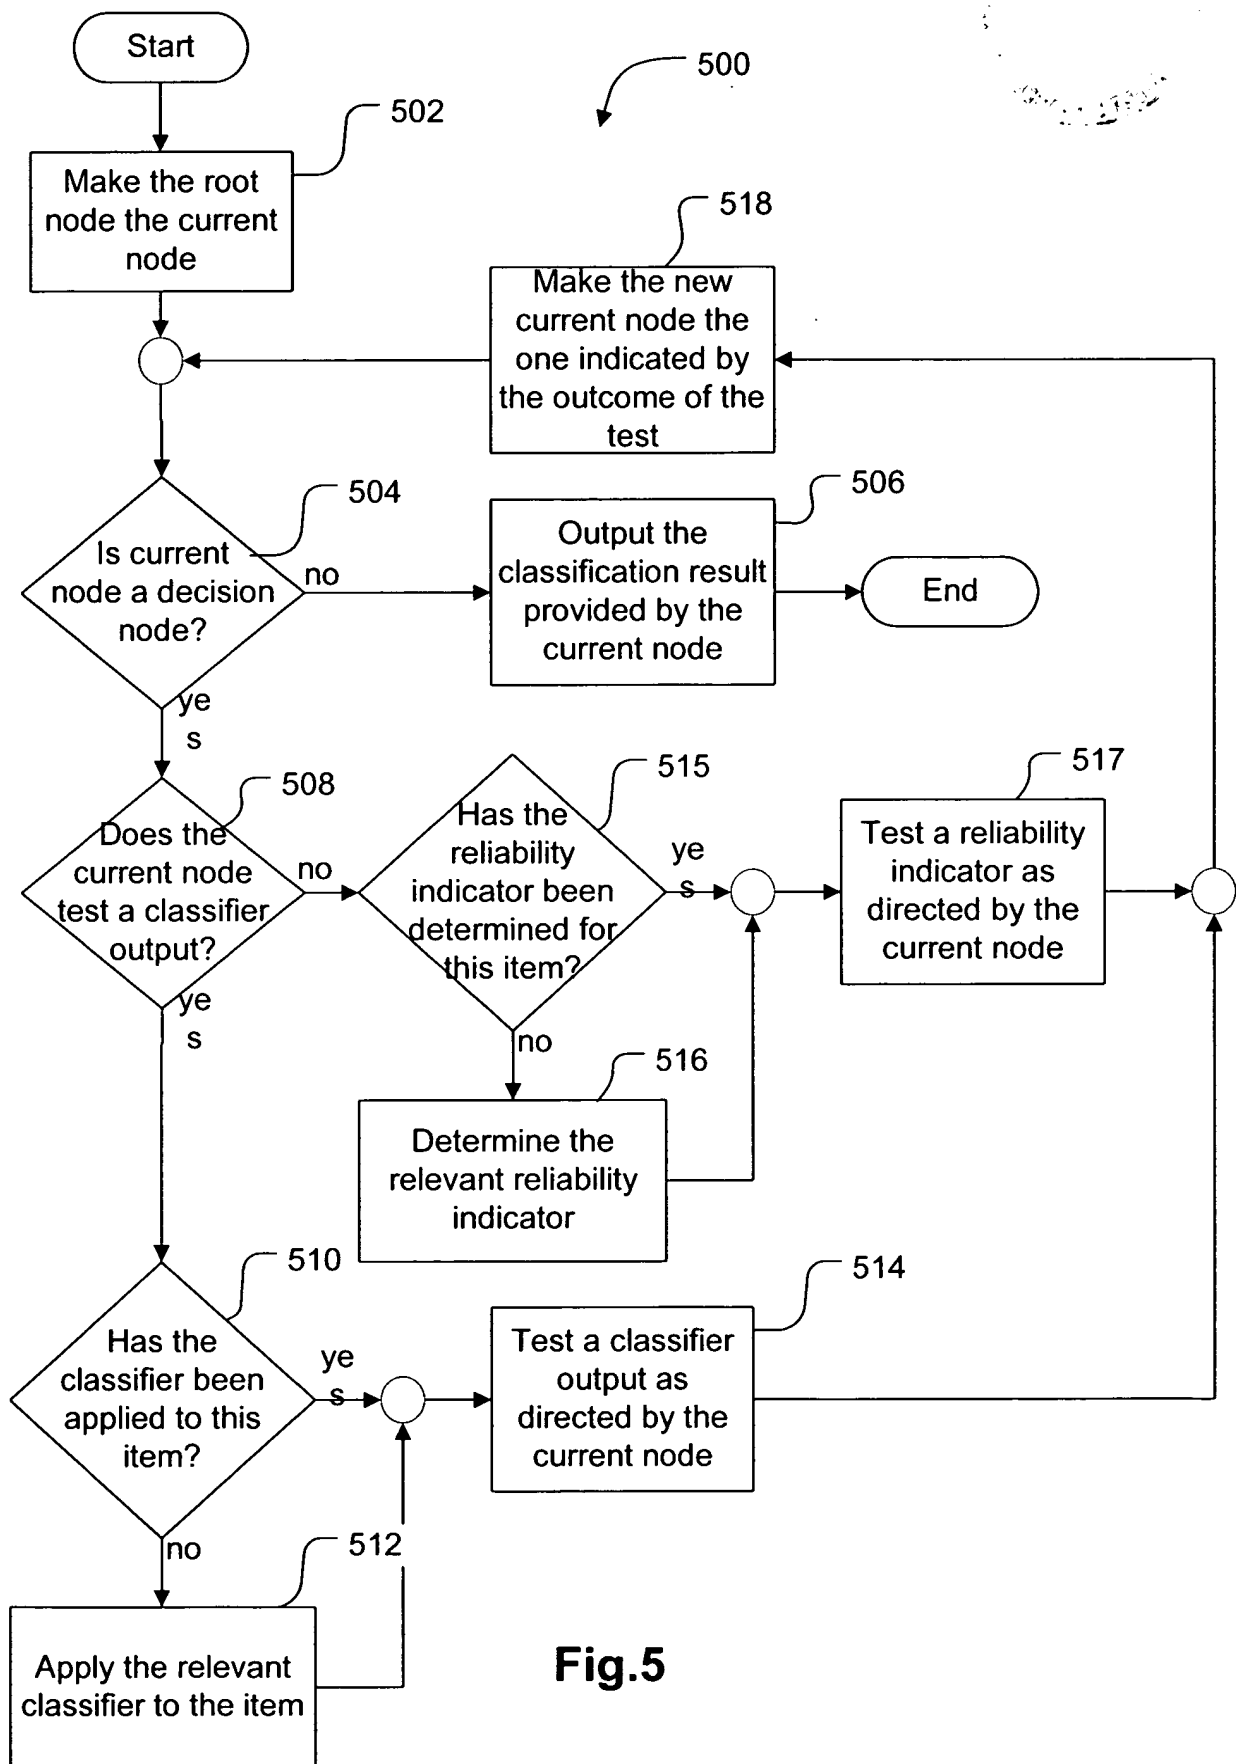 Start
500
502
Make the root
node the current
node
518
Make the new
current node the
one indicated by
the outcome of the
test
504
Is current
node a decision
node?
no
506
Output the
classification result
provided by the
current node
End
ye
s
508
Does the
current node
test a classifier
output?
no
515
Has the
reliability
indicator been
determined for
this item?
ye
s
517
Test a reliability
indicator as
directed by the
current node
ye
s
no
516
Determine the
relevant reliability
indicator
510
Has the
classifier been
applied to this
item?
ye
s
514
Test a classifier
output as
directed by the
current node
no
512
Apply the relevant
classifier to the item
Fig.5